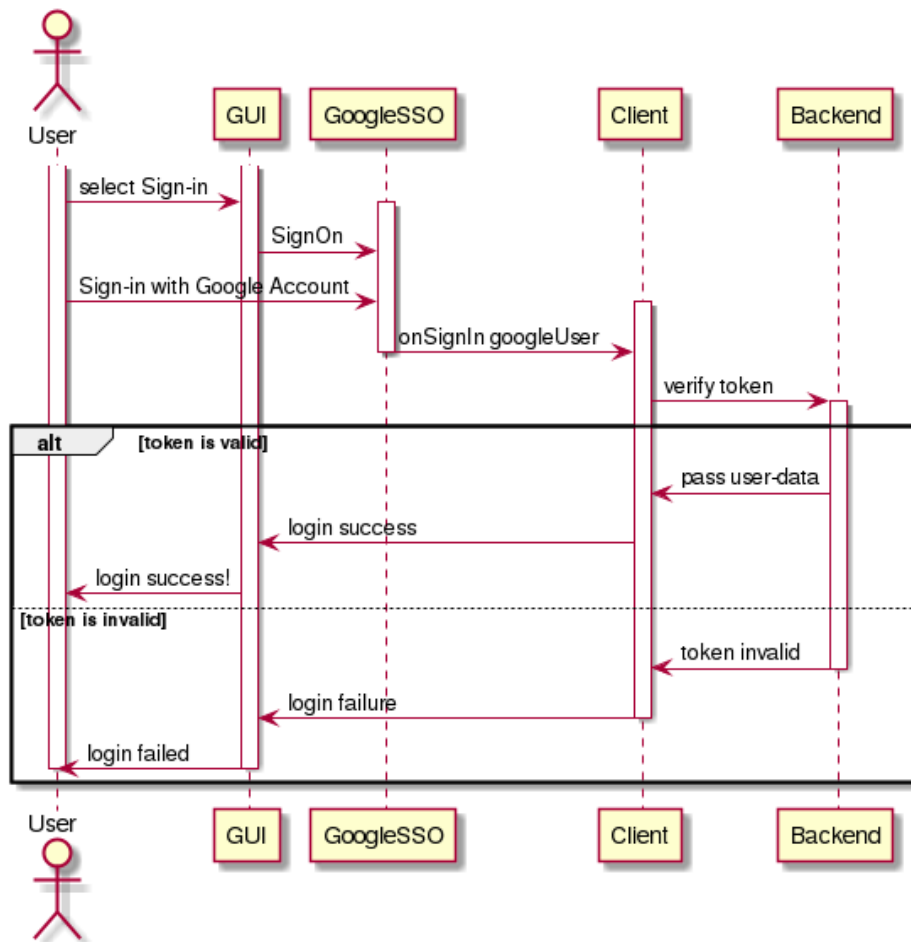 User
GUI
GoogleSSO
Client
Backend
select Sign-in
SignOn
Sign-in with Google Account
onSignIn googleUser
verify token
alt [token is valid]
pass user-data
login success
login success!
[token is invalid]
token invalid
login failure
login failed
User
GUI
GoogleSSO
Client
Backend